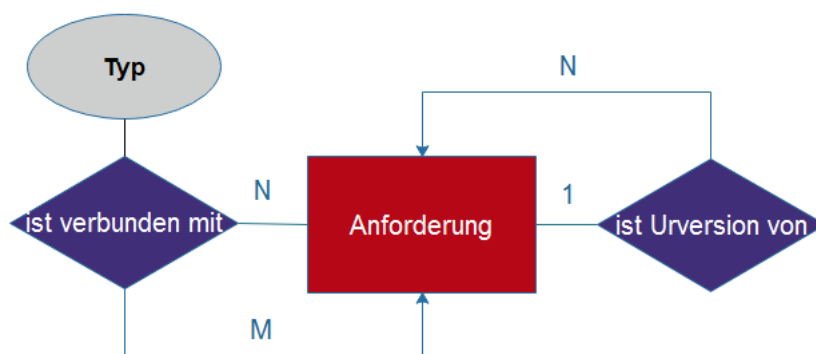 Typ
N
ist verbunden mit
N
Anforderung
1
ist Urversion von
M